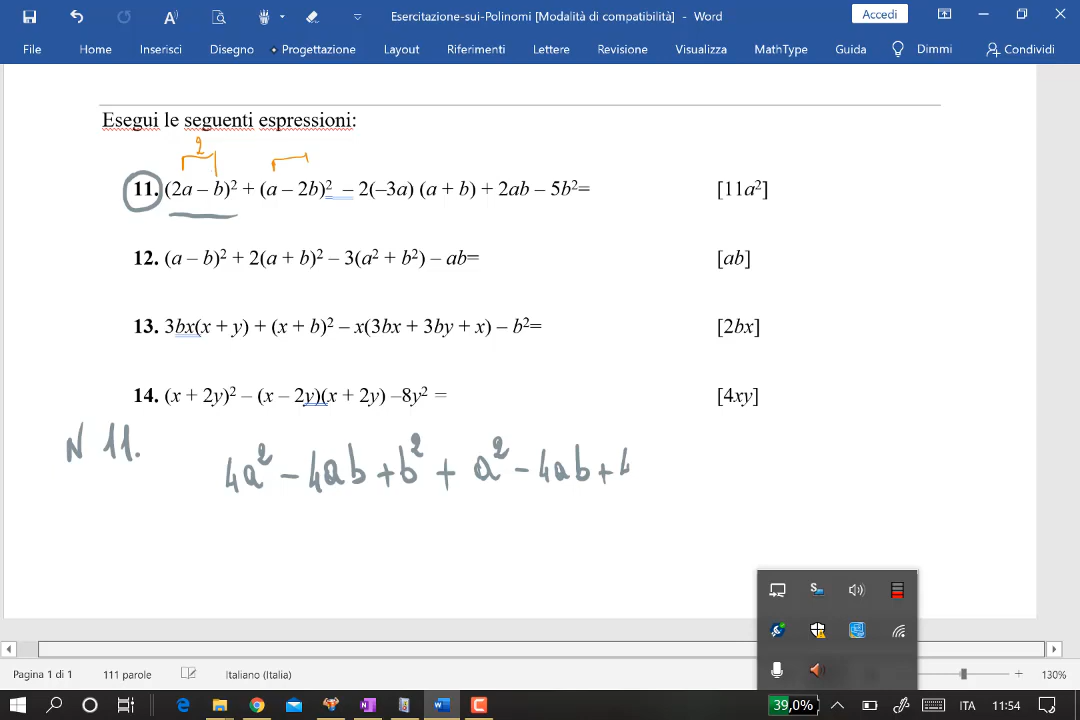 Esercitazione-sui-Polinomi [Modalità di compatibilità] - Word
Accedi
File Home Inserisci Disegno Progettazione Layout Riferimenti Lettere Revisione Visualizza MathType Guida Dimmi Condividi
Esegui le seguenti espressioni:
2
11. (2a – b)² + (a – 2b)² – 2(–3a) (a + b) + 2ab – 5b²= [11a²]
12. (a – b)² + 2(a + b)² – 3(a² + b²) – ab= [ab]
13. 3bx(x + y) + (x + b)² – x(3bx + 3by + x) – b²= [2bx]
14. (x + 2y)² – (x – 2y)(x + 2y) –8y² = [4xy]
N 11.
4a² – 4ab + b² + a² – 4ab + 4
Pagina 1 di 1 111 parole Italiano (Italia) 130%
39,0% ITA 11:54